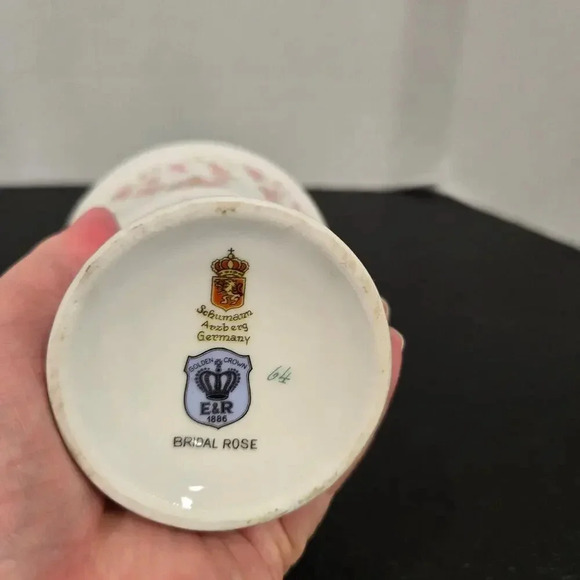 Schumann
Arzberg
Germany
GOLDEN CROWN
E&R
1886
64
BRIDAL ROSE